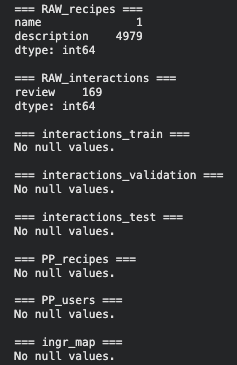 === RAW_recipes ===
name 1
description 4979
dtype: int64
=== RAW_interactions ===
review 169
dtype: int64
=== interactions_train ===
No null values.
=== interactions_validation ===
No null values.
=== interactions_test ===
No null values.
=== PP_recipes ===
No null values.
=== PP_users ===
No null values.
=== ingr_map ===
No null values.